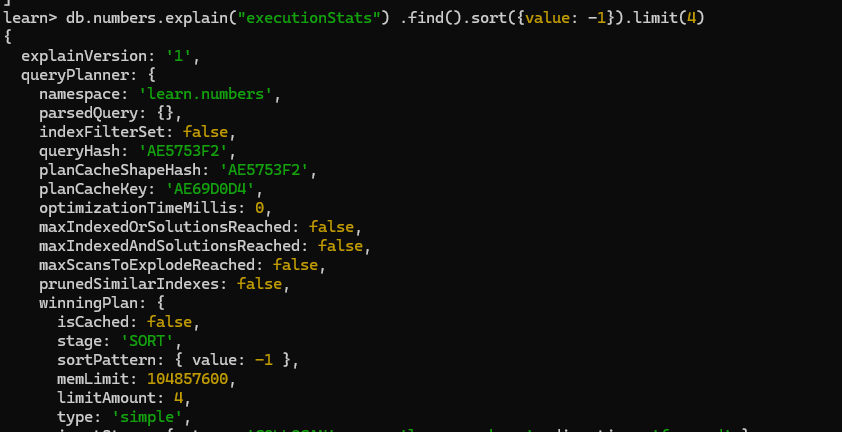 learn> db.numbers.explain("executionStats") .find().sort({value: -1}).limit(4)
{
  explainVersion: '1',
  queryPlanner: {
    namespace: 'learn.numbers',
    parsedQuery: {},
    indexFilterSet: false,
    queryHash: 'AE5753F2',
    planCacheShapeHash: 'AE5753F2',
    planCacheKey: 'AE69D0D4',
    optimizationTimeMillis: 0,
    maxIndexedOrSolutionsReached: false,
    maxIndexedAndSolutionsReached: false,
    maxScansToExplodeReached: false,
    prunedSimilarIndexes: false,
    winningPlan: {
      isCached: false,
      stage: 'SORT',
      sortPattern: { value: -1 },
      memLimit: 104857600,
      limitAmount: 4,
      type: 'simple',